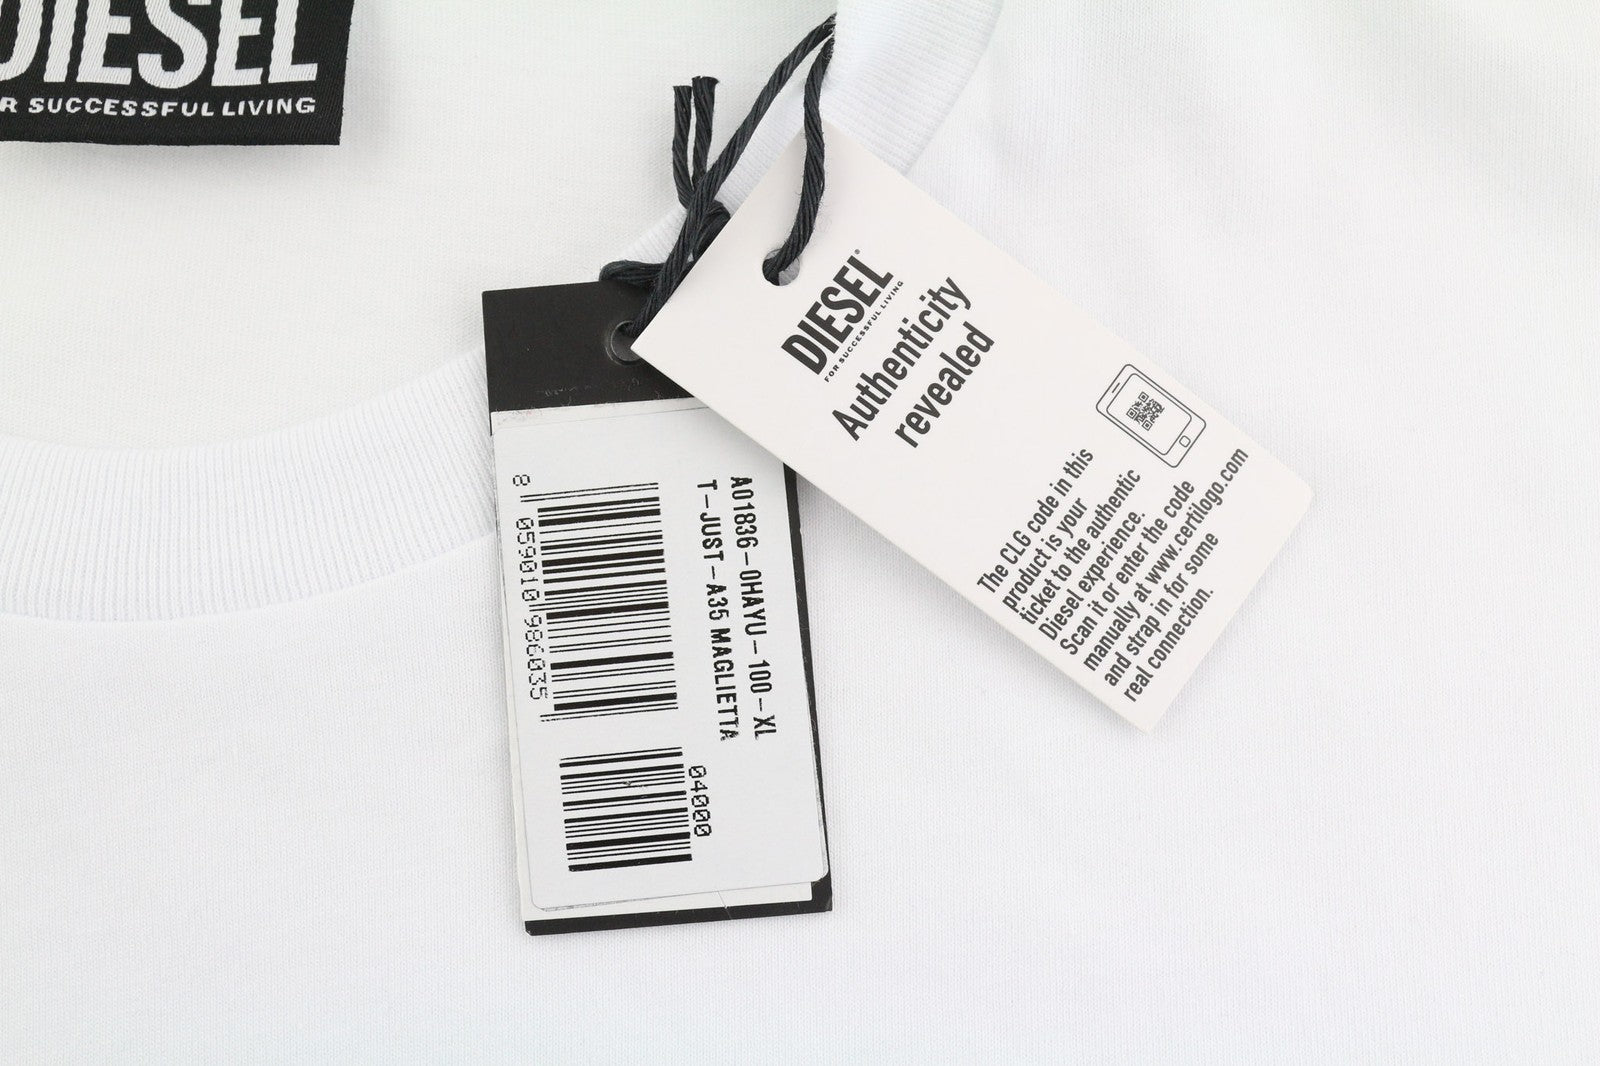 DIESEL
FOR SUCCESSFUL LIVING
DIESEL®
FOR SUCCESSFUL LIVING
Authenticity
revealed
The CLG code in this
product is your
ticket to the authentic
Diesel experience.
Scan it or enter the code
manually at www.certilogo.com
and strap in for some
real connection.
A01836-0HAYU-100-XL
T-JUST-A35 MAGLIETTA
8 059010 986035
04000